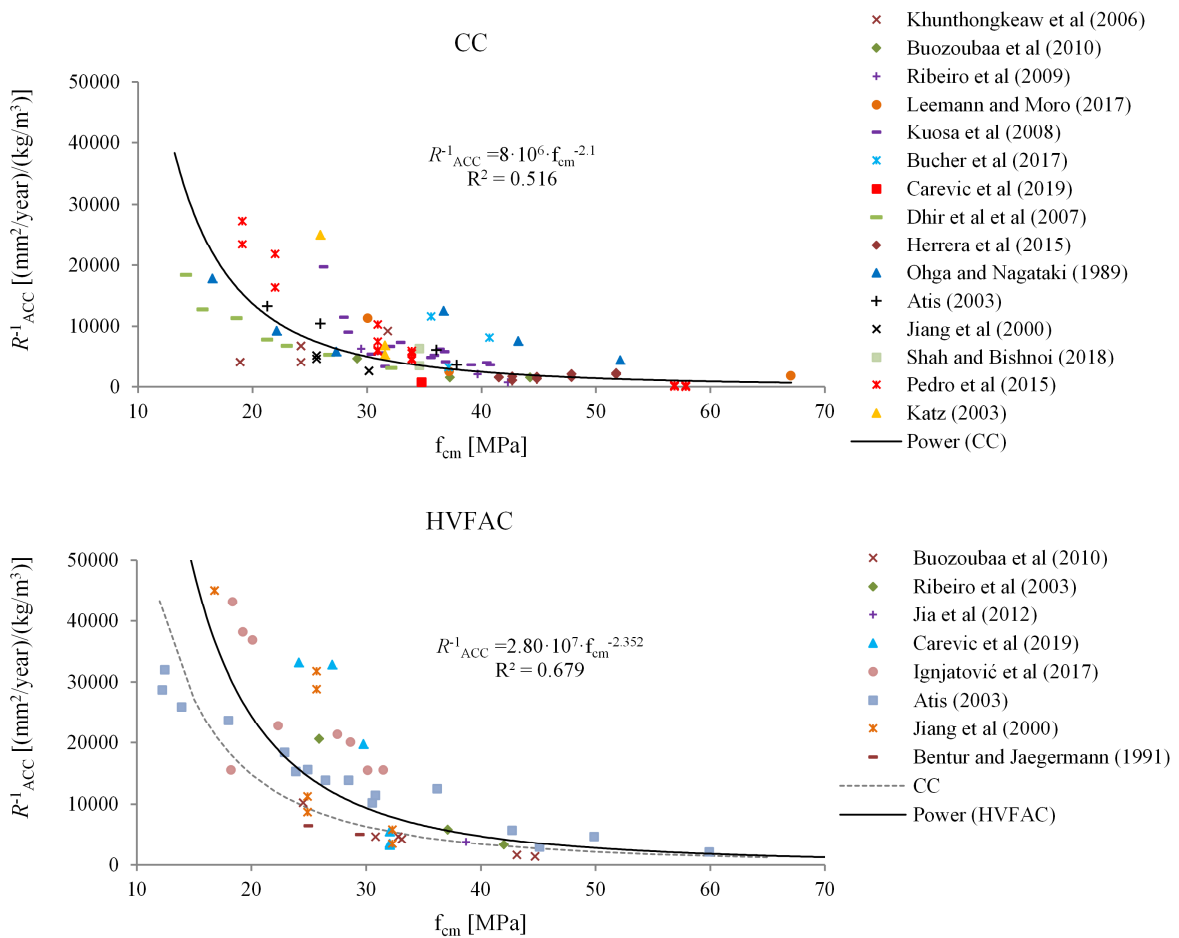 CC
R⁻¹ACC [(mm²/year)/(kg/m³)]
50000
40000
30000
20000
10000
0
R⁻¹ACC =8·10⁶·fcm⁻²·¹
R² = 0.516
10 20 30 40 50 60 70
fcm [MPa]
Khunthongkeaw et al (2006)
Buozoubaa et al (2010)
Ribeiro et al (2009)
Leemann and Moro (2017)
Kuosa et al (2008)
Bucher et al (2017)
Carevic et al (2019)
Dhir et al et al (2007)
Herrera et al (2015)
Ohga and Nagataki (1989)
Atis (2003)
Jiang et al (2000)
Shah and Bishnoi (2018)
Pedro et al (2015)
Katz (2003)
Power (CC)
HVFAC
R⁻¹ACC [(mm²/year)/(kg/m³)]
50000
40000
30000
20000
10000
0
R⁻¹ACC =2.80·10⁷·fcm⁻²·³⁵²
R² = 0.679
10 20 30 40 50 60 70
fcm [MPa]
Buozoubaa et al (2010)
Ribeiro et al (2003)
Jia et al (2012)
Carevic et al (2019)
Ignjatović et al (2017)
Atis (2003)
Jiang et al (2000)
Bentur and Jaegermann (1991)
CC
Power (HVFAC)